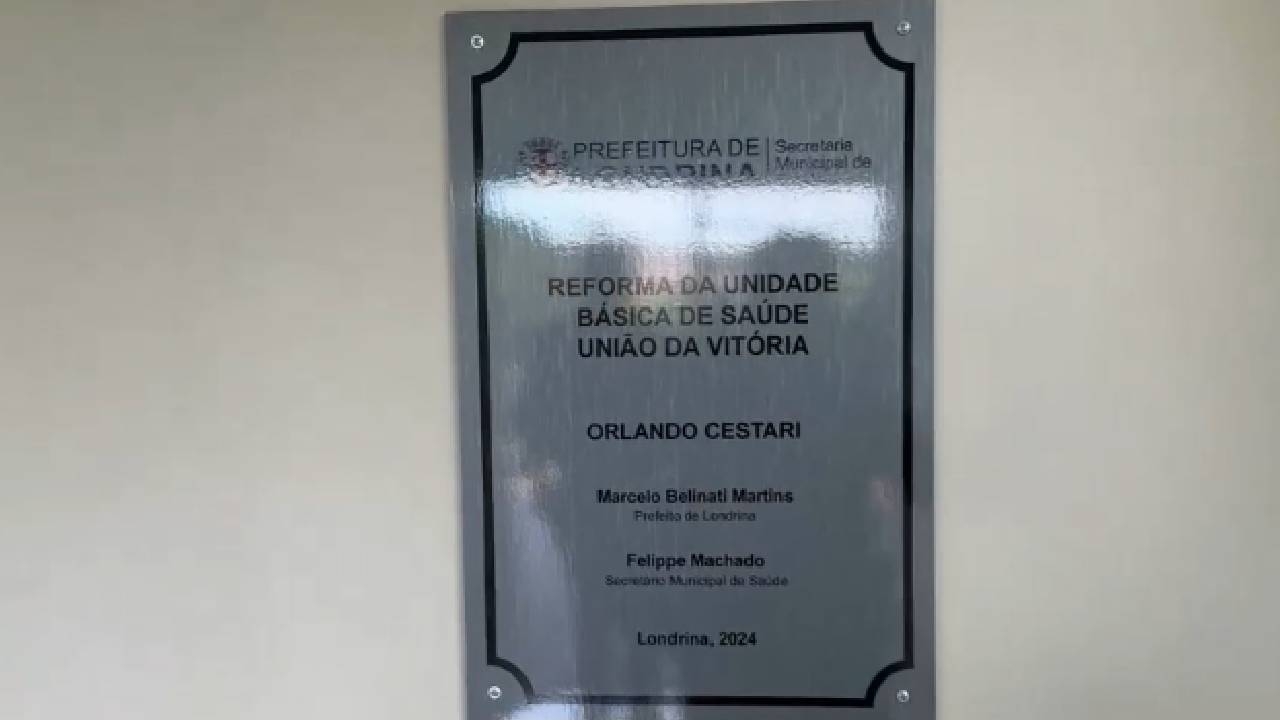 PREFEITURA DE
LONDRINA
Secretaria
Municipal de
REFORMA DA UNIDADE
BÁSICA DE SAÚDE
UNIÃO DA VITÓRIA
ORLANDO CESTARI
Marcelo Belinati Martins
Prefeito de Londrina
Felippe Machado
Secretário Municipal de Saúde
Londrina, 2024